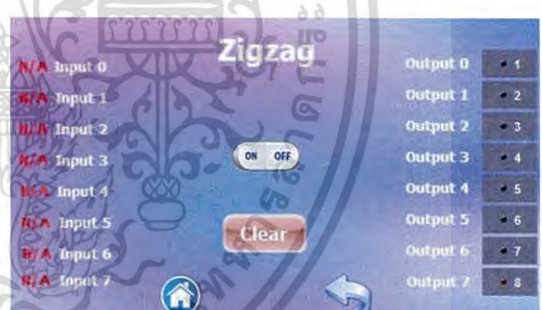 Zigzag
N/A Input 0
N/A Input 1
N/A Input 2
N/A Input 3
N/A Input 4
N/A Input 5
N/A Input 6
N/A Input 7
ON OFF
Clear
Output 0 1
Output 1 2
Output 2 3
Output 3 4
Output 4 5
Output 5 6
Output 6 7
Output 7 8